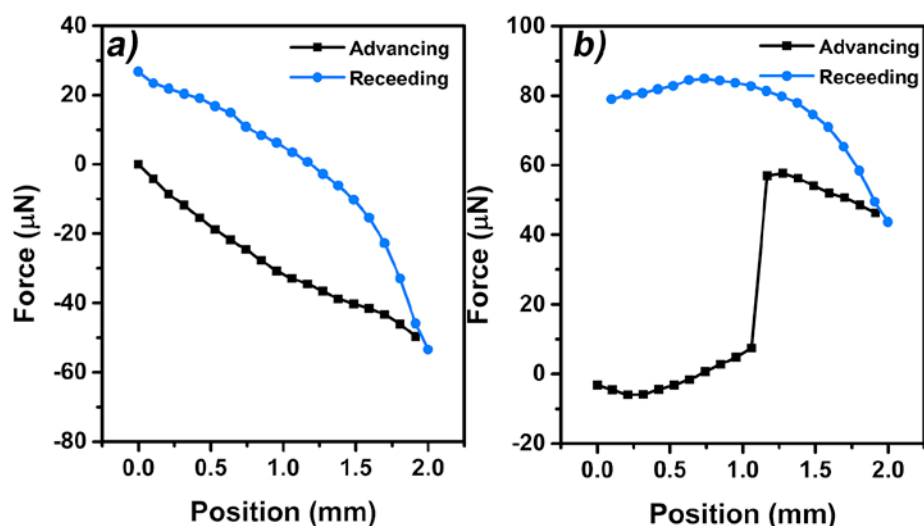 a)
Advancing
Receeding
Force (μN)
40
20
0
-20
-40
-60
-80
0.0 0.5 1.0 1.5 2.0
Position (mm)
b)
Advancing
Receeding
Force (μN)
100
80
60
40
20
0
-20
0.0 0.5 1.0 1.5 2.0
Position (mm)